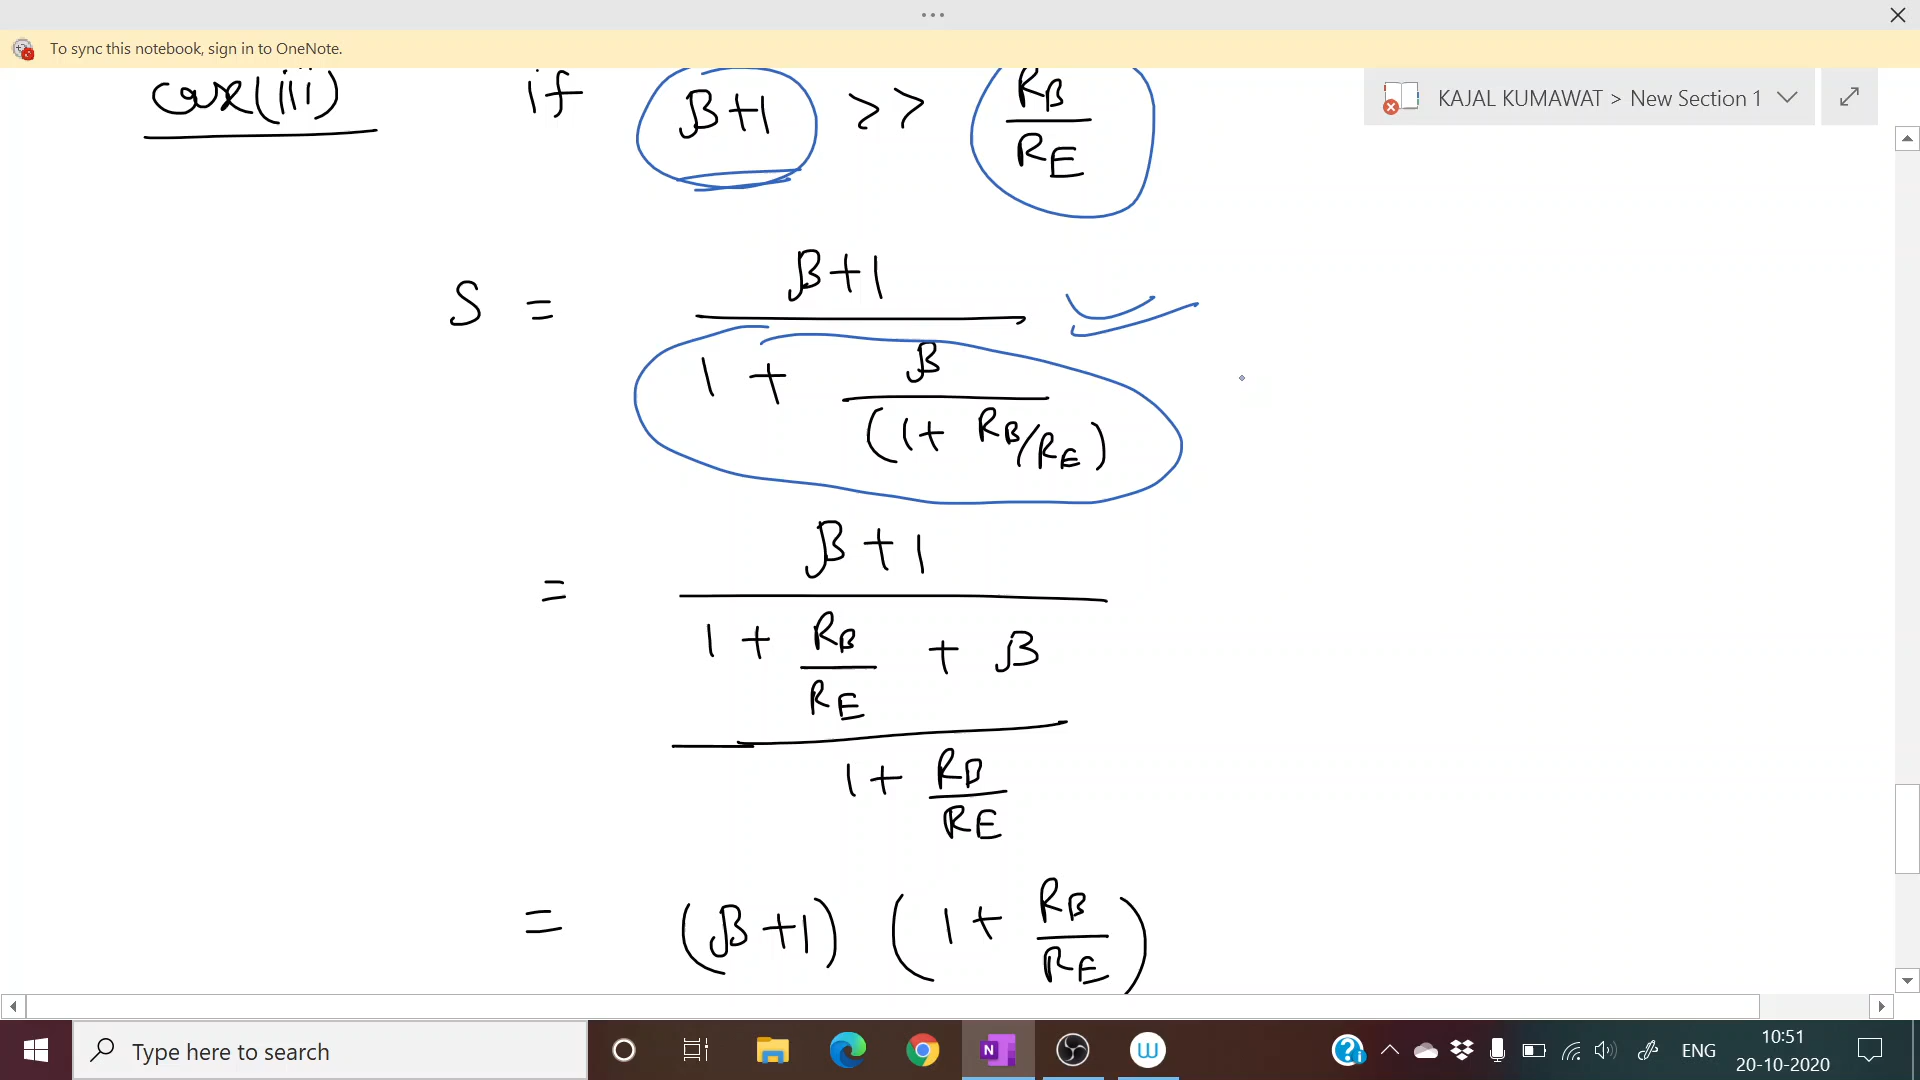 To sync this notebook, sign in to OneNote.
KAJAL KUMAWAT > New Section 1
case(iii) if β+1 >> RB
RE
S = β+1
1 + β
(1 + RB/RE)
= β+1
1 + RB + β
RE
1 + RB
RE
= (β+1) (1 + RB
RE)
Type here to search
ENG
10:51
20-10-2020